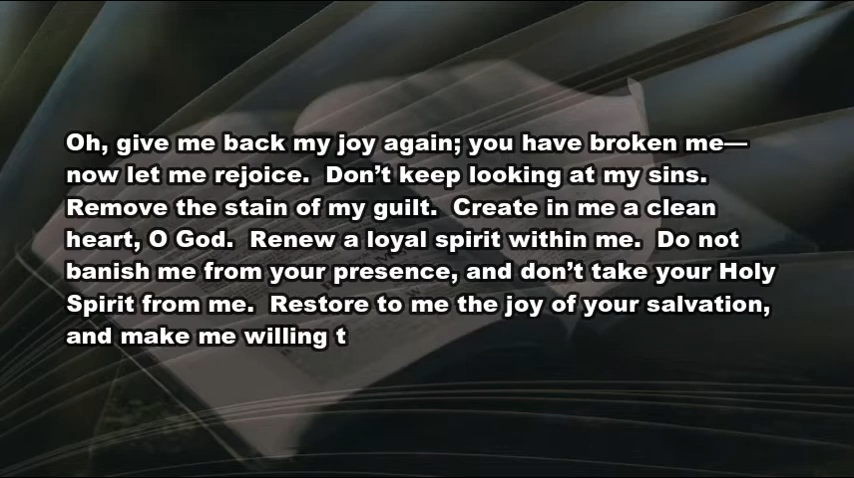 Oh, give me back my joy again; you have broken me—
now let me rejoice.  Don’t keep looking at my sins.
Remove the stain of my guilt.  Create in me a clean
heart, O God.  Renew a loyal spirit within me.  Do not
banish me from your presence, and don’t take your Holy
Spirit from me.  Restore to me the joy of your salvation,
and make me willing t